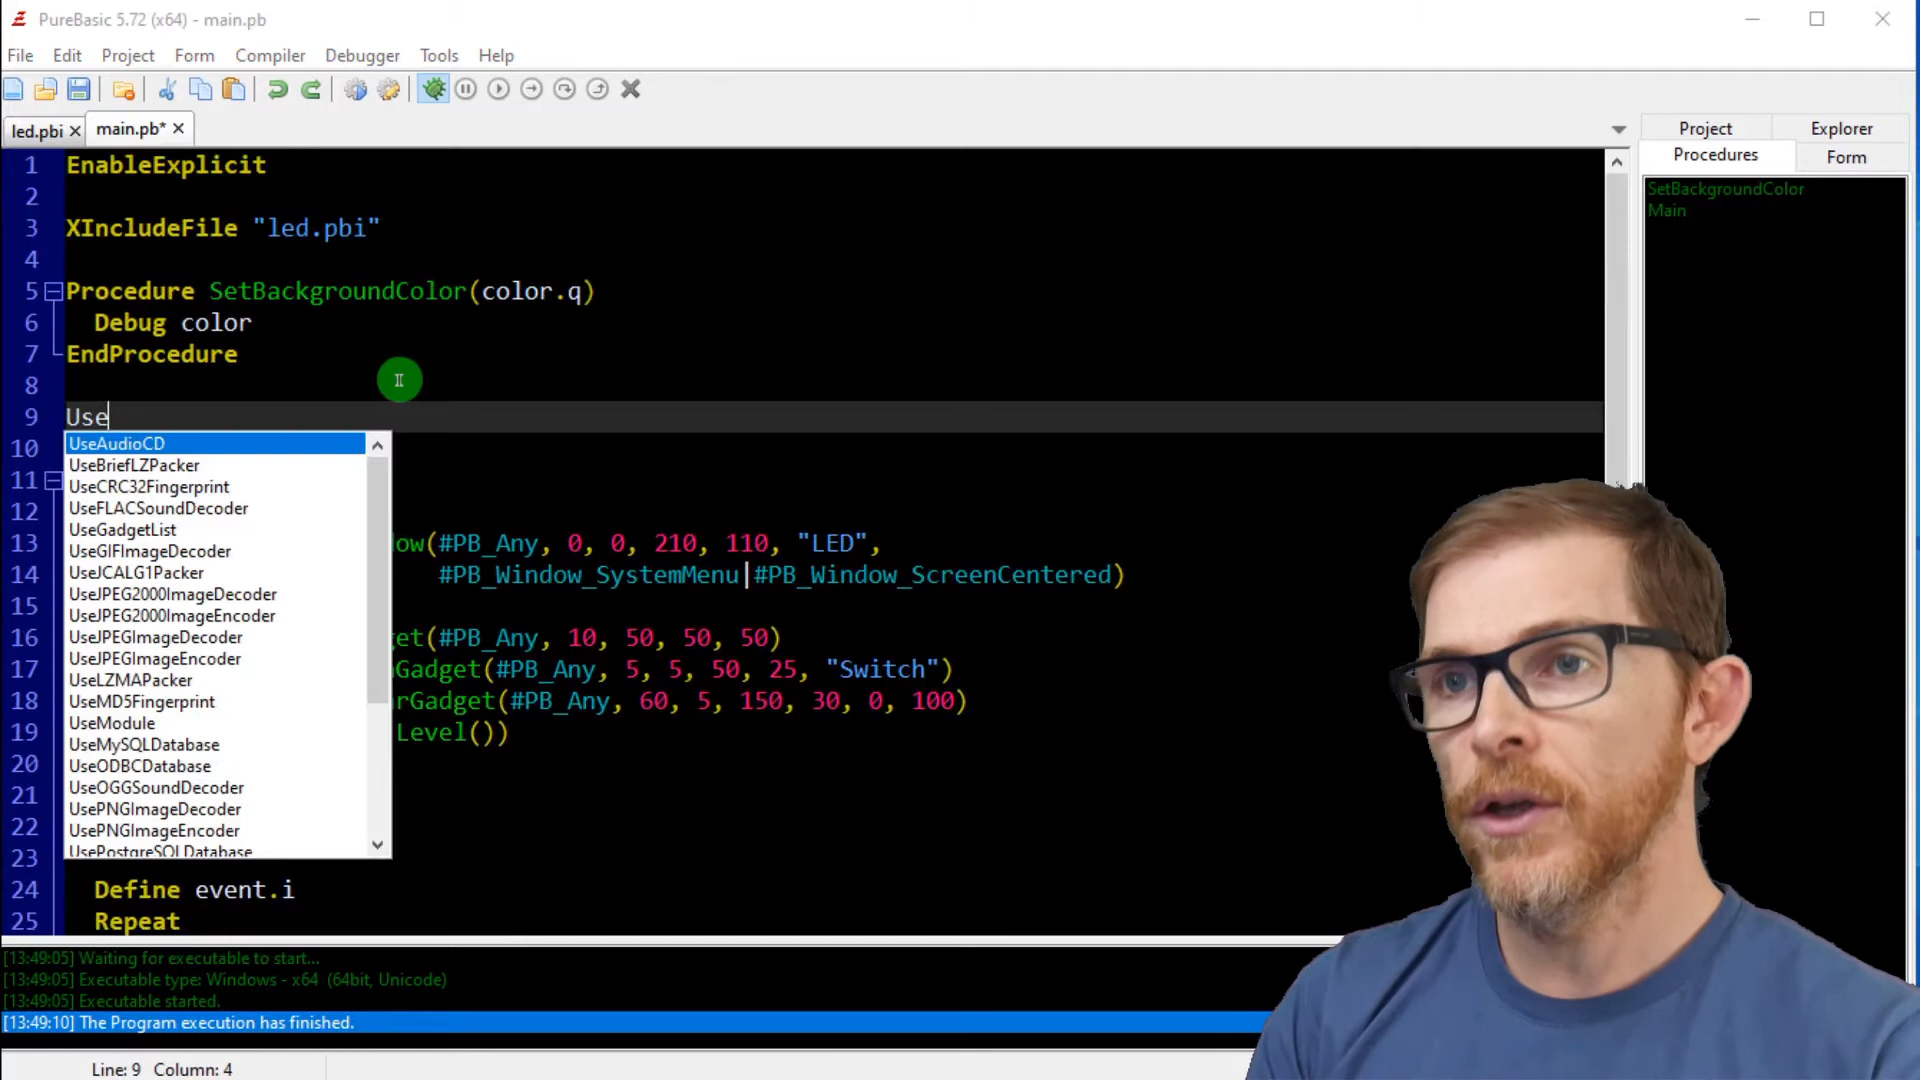 PureBasic 5.72 (x64) - main.pb
File Edit Project Form Compiler Debugger Tools Help
led.pbi main.pb*
Project Explorer
Procedures Form
SetBackgroundColor
Main
1 EnableExplicit
2
3 XIncludeFile "led.pbi"
4
5 Procedure SetBackgroundColor(color.q)
6 Debug color
7 EndProcedure
8
9 Use
UseAudioCD
UseBriefLZPacker
UseCRC32Fingerprint
UseFLACSoundDecoder
UseGadgetList
UseGIFImageDecoder
UseJCALG1Packer
UseJPEG2000ImageDecoder
UseJPEG2000ImageEncoder
UseJPEGImageDecoder
UseJPEGImageEncoder
UseLZMAPacker
UseMD5Fingerprint
UseModule
UseMySQLDatabase
UseODBCDatabase
UseOGGSoundDecoder
UsePNGImageDecoder
UsePNGImageEncoder
UsePostgreSQLDatabase
10
11
12
13 ow(#PB_Any, 0, 0, 210, 110, "LED",
14 #PB_Window_SystemMenu|#PB_Window_ScreenCentered)
15
16 get(#PB_Any, 10, 50, 50, 50)
17 Gadget(#PB_Any, 5, 5, 50, 25, "Switch")
18 rGadget(#PB_Any, 60, 5, 150, 30, 0, 100)
19 Level())
20
21
22
23
24 Define event.i
25 Repeat
[13:49:05] Waiting for executable to start...
[13:49:05] Executable type: Windows - x64 (64bit, Unicode)
[13:49:05] Executable started.
[13:49:10] The Program execution has finished.
Line: 9 Column: 4